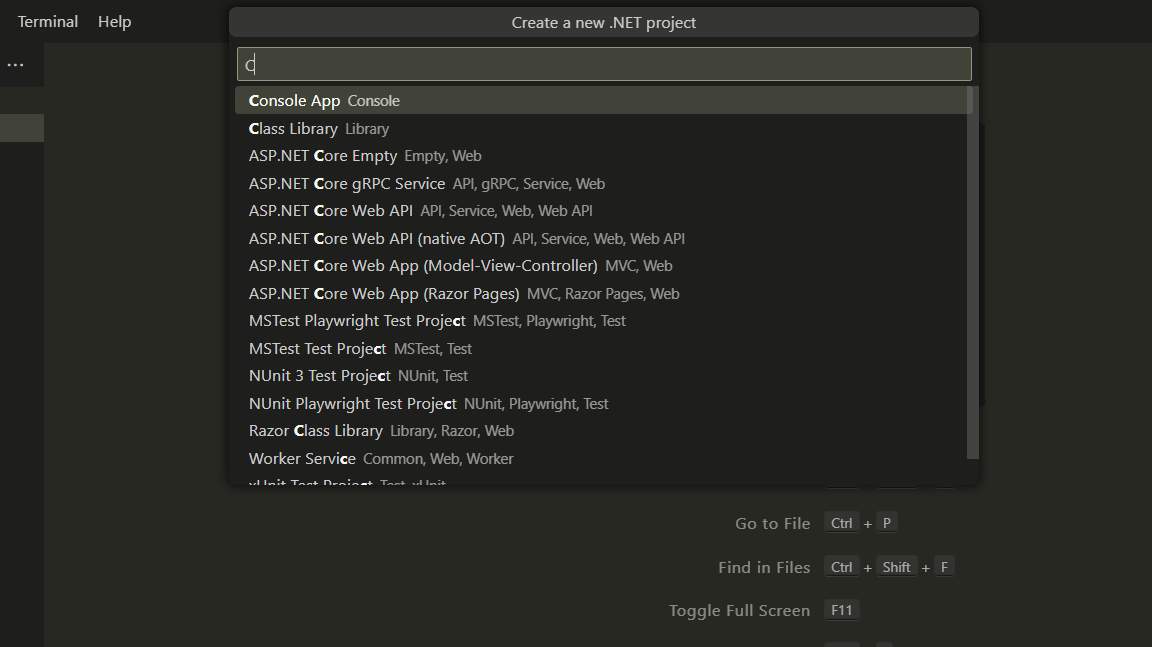 Terminal Help
Create a new .NET project
...
C
Console App Console
Class Library Library
ASP.NET Core Empty Empty, Web
ASP.NET Core gRPC Service API, gRPC, Service, Web
ASP.NET Core Web API API, Service, Web, Web API
ASP.NET Core Web API (native AOT) API, Service, Web, Web API
ASP.NET Core Web App (Model-View-Controller) MVC, Web
ASP.NET Core Web App (Razor Pages) MVC, Razor Pages, Web
MSTest Playwright Test Project MSTest, Playwright, Test
MSTest Test Project MSTest, Test
NUnit 3 Test Project NUnit, Test
NUnit Playwright Test Project NUnit, Playwright, Test
Razor Class Library Library, Razor, Web
Worker Service Common, Web, Worker
xUnit Test Project Test, xUnit
Go to File Ctrl + P
Find in Files Ctrl + Shift + F
Toggle Full Screen F11